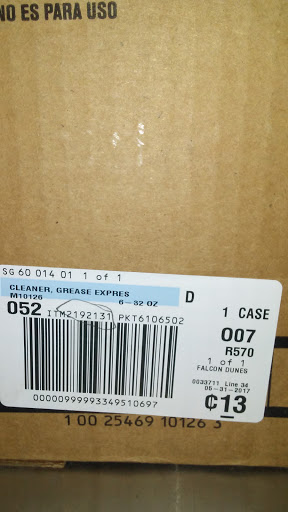 NO ES PARA USO
SG 60 014 01 1 of 1
CLEANER, GREASE EXPRES
M10126 6-32 OZ
D
1 CASE
052 ITM2192131 PKT6106502
007
R570
1 of 1
FALCON DUNES
0033711 Line 34
05-31-2017
¢13
00000999993349510697
1 00 25469 10126 3